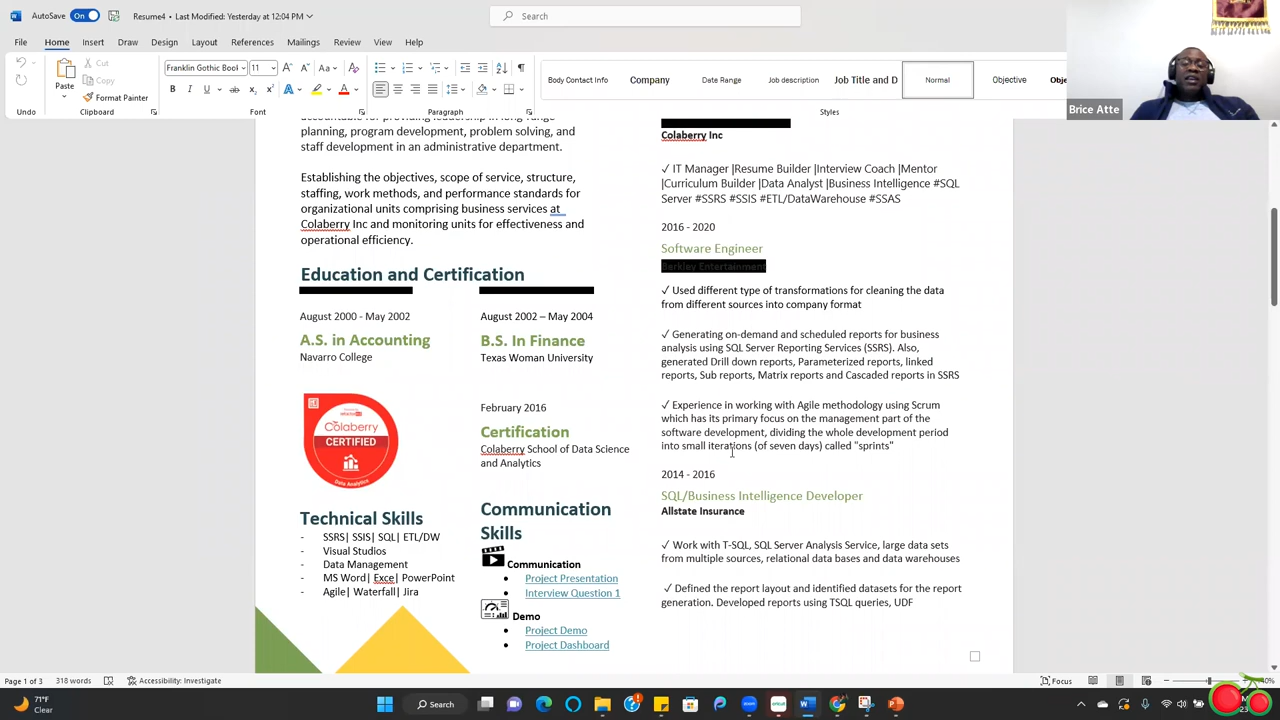 AutoSave On Resume4 • Last Modified: Yesterday at 12:04 PM
Search
File Home Insert Draw Design Layout References Mailings Review View Help
Paste
Cut
Copy
Format Painter
Franklin Gothic Book 11
Body Contact Info Company Date Range Job description Job Title and D Normal Objective
Undo Clipboard Font Paragraph Styles
Brice Atte
planning, program development, problem solving, and
staff development in an administrative department.
Establishing the objectives, scope of service, structure,
staffing, work methods, and performance standards for
organizational units comprising business services at
Colaberry Inc and monitoring units for effectiveness and
operational efficiency.
Education and Certification
August 2000 - May 2002
A.S. in Accounting
Navarro College
August 2002 – May 2004
B.S. In Finance
Texas Woman University
Colaberry
CERTIFIED
Data Analytics
February 2016
Certification
Colaberry School of Data Science
and Analytics
Technical Skills
- SSRS| SSIS| SQL| ETL/DW
- Visual Studios
- Data Management
- MS Word| Exce| PowerPoint
- Agile| Waterfall| Jira
Communication
Skills
Communication
• Project Presentation
• Interview Question 1
Demo
• Project Demo
• Project Dashboard
Colaberry Inc
✓ IT Manager |Resume Builder |Interview Coach |Mentor
|Curriculum Builder |Data Analyst |Business Intelligence #SQL
Server #SSRS #SSIS #ETL/DataWarehouse #SSAS
2016 - 2020
Software Engineer
Berkley Entertainment
✓ Used different type of transformations for cleaning the data
from different sources into company format
✓ Generating on-demand and scheduled reports for business
analysis using SQL Server Reporting Services (SSRS). Also,
generated Drill down reports, Parameterized reports, linked
reports, Sub reports, Matrix reports and Cascaded reports in SSRS
✓ Experience in working with Agile methodology using Scrum
which has its primary focus on the management part of the
software development, dividing the whole development period
into small iterations (of seven days) called "sprints"
2014 - 2016
SQL/Business Intelligence Developer
Allstate Insurance
✓ Work with T-SQL, SQL Server Analysis Service, large data sets
from multiple sources, relational data bases and data warehouses
✓ Defined the report layout and identified datasets for the report
generation. Developed reports using TSQL queries, UDF
Page 1 of 3 318 words Accessibility: Investigate
Focus
71°F
Clear
Search